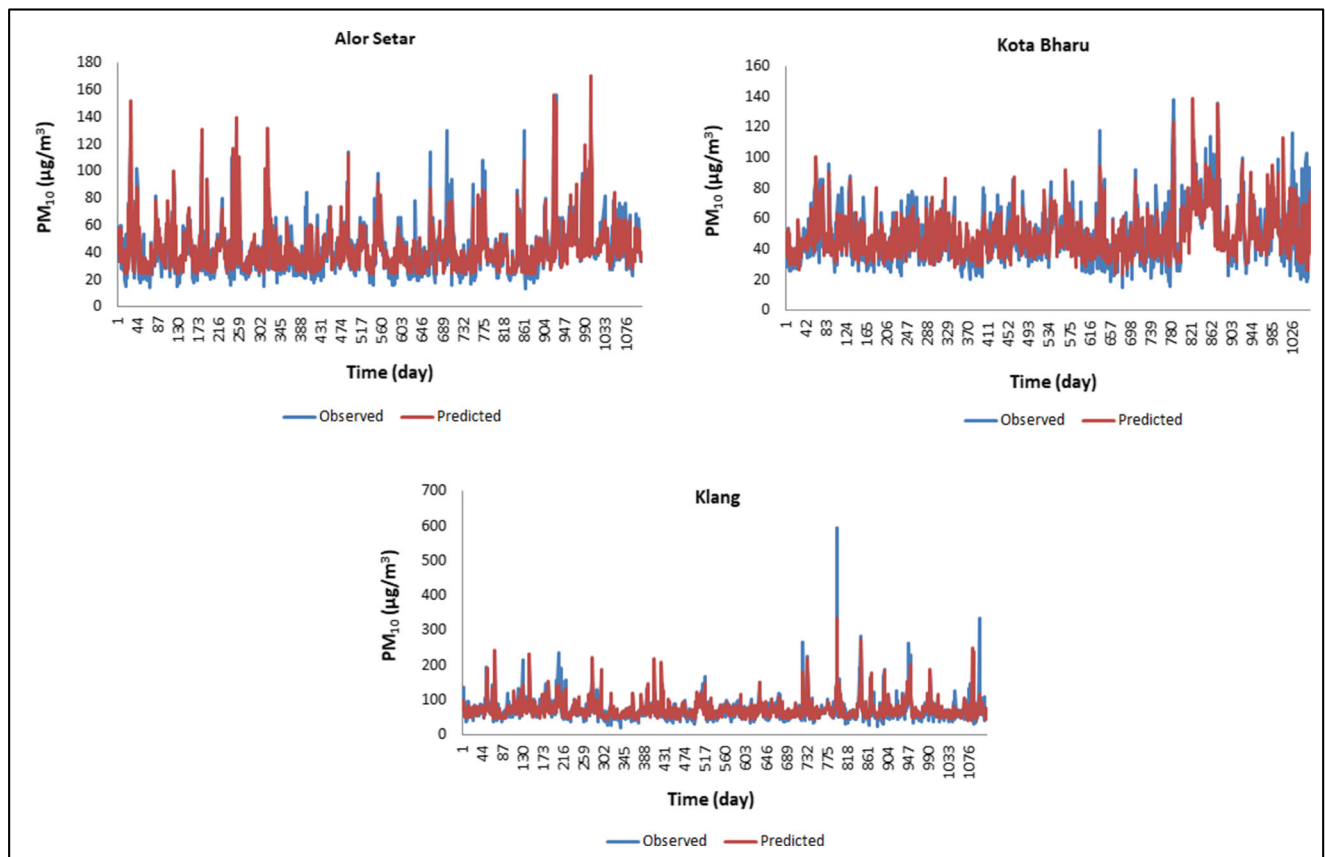 Alor Setar
PM₁₀ (µg/m³)
180
160
140
120
100
80
60
40
20
0
1 44 87 130 173 216 259 302 345 388 431 474 517 560 603 646 689 732 775 818 861 904 947 990 1033 1076
Time (day)
Observed Predicted
Kota Bharu
PM₁₀ (µg/m³)
160
140
120
100
80
60
40
20
0
1 42 83 124 165 206 247 288 329 370 411 452 493 534 575 616 657 698 739 780 821 862 903 944 985 1026
Time (day)
Observed Predicted
Klang
PM₁₀ (µg/m³)
700
600
500
400
300
200
100
0
1 44 87 130 173 216 259 302 345 388 431 474 517 560 603 646 689 732 775 818 861 904 947 990 1033 1076
Time (day)
Observed Predicted